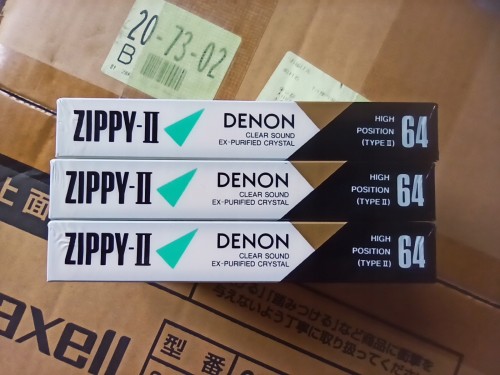 20-73-02
B
ZIPPY-II
DENON
CLEAR SOUND
EX-PURIFIED CRYSTAL
HIGH
POSITION
(TYPE II)
64
ZIPPY-II
DENON
CLEAR SOUND
EX-PURIFIED CRYSTAL
HIGH
POSITION
(TYPE II)
64
ZIPPY-II
DENON
CLEAR SOUND
EX-PURIFIED CRYSTAL
HIGH
POSITION
(TYPE II)
64
上面
maxell
型番